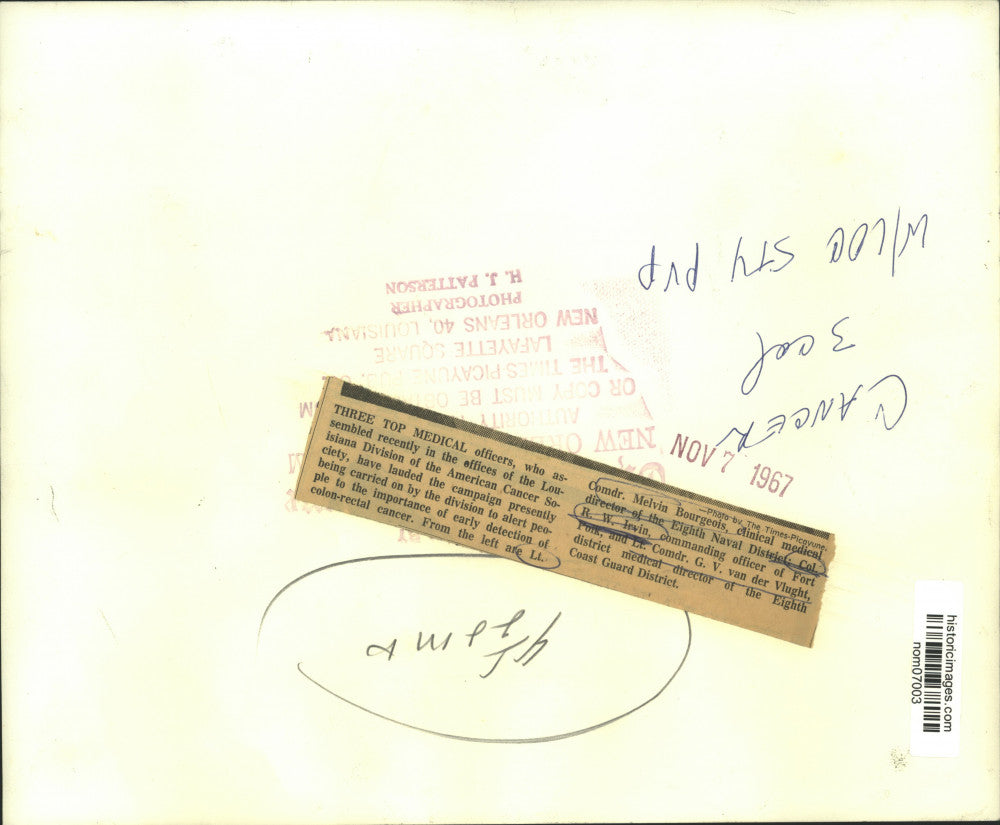 W/LOC STY
3 col
CANCER
NOV 7 1967
H. J. PATTERSON
PHOTOGRAPHER
NEW ORLEANS 40, LOUISIANA
LAFAYETTE SQUARE
THE TIMES PICAYUNE PUB.
OR COPY MUST BE
AUTHORITY
NEW
THREE TOP MEDICAL officers, who as-
sembled recently in the offices of the Lou-
isiana Division of the American Cancer So-
ciety, have lauded the campaign presently
being carried on by the division to alert peo-
ple to the importance of early detection of
colon-rectal cancer. From the left are Lt.
—Photo by The Times-Picayune.
Comdr. Melvin Bourgeois, clinical medical
director of the Eighth Naval District; Col.
R. W. Irvin, commanding officer of Fort
Polk, and Lt. Comdr. G. V. van der Vlught,
district medical director of the Eighth
Coast Guard District.
historicimages.com
nom07003